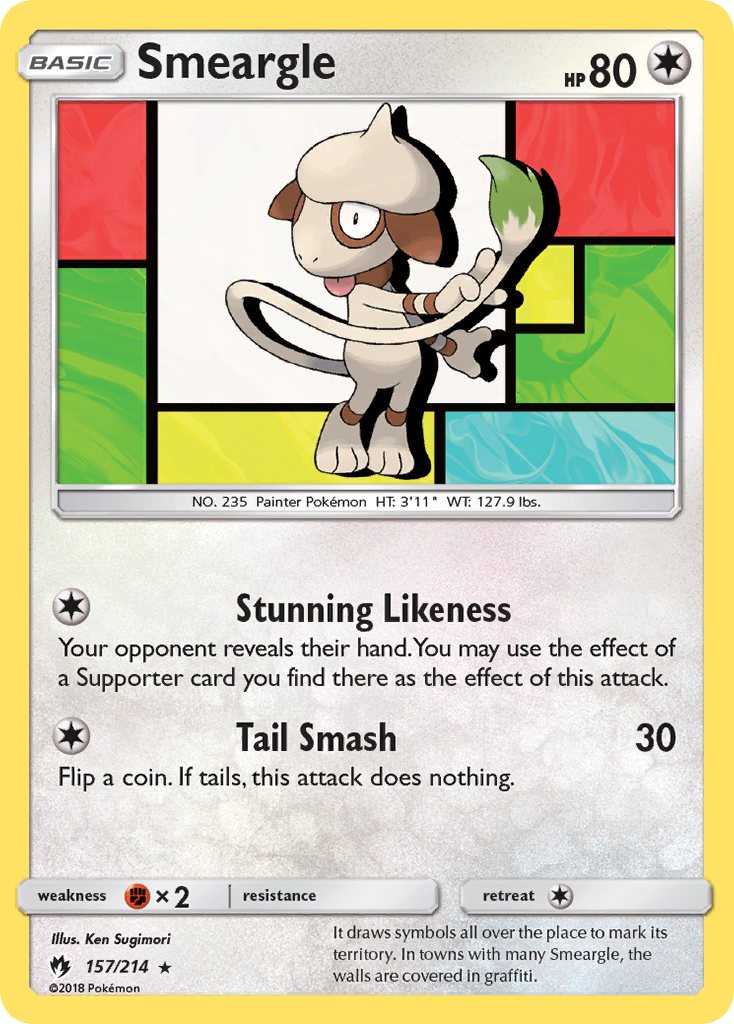 BASIC Smeargle HP 80
NO. 235 Painter Pokémon HT: 3'11" WT: 127.9 lbs.
Stunning Likeness
Your opponent reveals their hand. You may use the effect of
a Supporter card you find there as the effect of this attack.
Tail Smash 30
Flip a coin. If tails, this attack does nothing.
weakness × 2 resistance retreat
Illus. Ken Sugimori
157/214 ★
©2018 Pokémon
It draws symbols all over the place to mark its
territory. In towns with many Smeargle, the
walls are covered in graffiti.